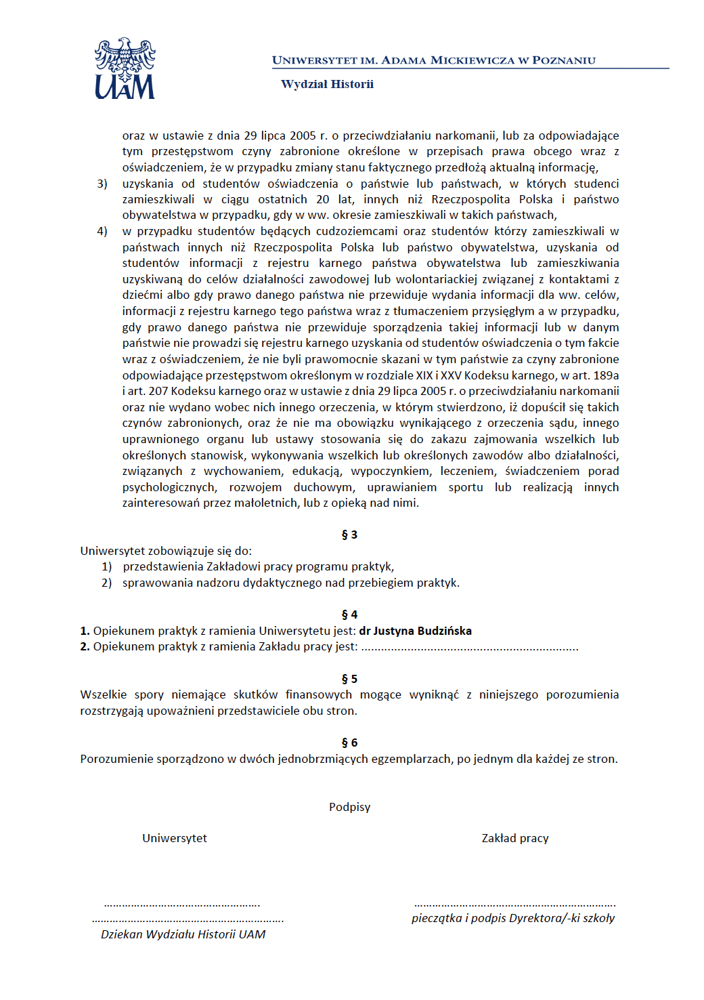 UAM
UNIWERSYTET IM. ADAMA MICKIEWICZA W POZNANIU
Wydział Historii
oraz w ustawie z dnia 29 lipca 2005 r. o przeciwdziałaniu narkomanii, lub za odpowiadające
tym przestępstwom czyny zabronione określone w przepisach prawa obcego wraz z
oświadczeniem, że w przypadku zmiany stanu faktycznego przedłożą aktualną informację,
3) uzyskania od studentów oświadczenia o państwie lub państwach, w których studenci
zamieszkiwali w ciągu ostatnich 20 lat, innych niż Rzeczpospolita Polska i państwo
obywatelstwa w przypadku, gdy w ww. okresie zamieszkiwali w takich państwach,
4) w przypadku studentów będących cudzoziemcami oraz studentów którzy zamieszkiwali w
państwach innych niż Rzeczpospolita Polska lub państwo obywatelstwa, uzyskania od
studentów informacji z rejestru karnego państwa obywatelstwa lub zamieszkiwania
uzyskiwaną do celów działalności zawodowej lub wolontariackiej związanej z kontaktami z
dziećmi albo gdy prawo danego państwa nie przewiduje wydania informacji dla ww. celów,
informacji z rejestru karnego tego państwa wraz z tłumaczeniem przysięgłym a w przypadku,
gdy prawo danego państwa nie przewiduje sporządzenia takiej informacji lub w danym
państwie nie prowadzi się rejestru karnego uzyskania od studentów oświadczenia o tym fakcie
wraz z oświadczeniem, że nie byli prawomocnie skazani w tym państwie za czyny zabronione
odpowiadające przestępstwom określonym w rozdziale XIX i XXV Kodeksu karnego, w art. 189a
i art. 207 Kodeksu karnego oraz w ustawie z dnia 29 lipca 2005 r. o przeciwdziałaniu narkomanii
oraz nie wydano wobec nich innego orzeczenia, w którym stwierdzono, iż dopuścił się takich
czynów zabronionych, oraz że nie ma obowiązku wynikającego z orzeczenia sądu, innego
uprawnionego organu lub ustawy stosowania się do zakazu zajmowania wszelkich lub
określonych stanowisk, wykonywania wszelkich lub określonych zawodów albo działalności,
związanych z wychowaniem, edukacją, wypoczynkiem, leczeniem, świadczeniem porad
psychologicznych, rozwojem duchowym, uprawianiem sportu lub realizacją innych
zainteresowań przez małoletnich, lub z opieką nad nimi.
§ 3
Uniwersytet zobowiązuje się do:
1) przedstawienia Zakładowi pracy programu praktyk,
2) sprawowania nadzoru dydaktycznego nad przebiegiem praktyk.
§ 4
1. Opiekunem praktyk z ramienia Uniwersytetu jest: dr Justyna Budzińska
2. Opiekunem praktyk z ramienia Zakładu pracy jest: ..................................................................
§ 5
Wszelkie spory niemające skutków finansowych mogące wyniknąć z niniejszego porozumienia
rozstrzygają upoważnieni przedstawiciele obu stron.
§ 6
Porozumienie sporządzono w dwóch jednobrzmiących egzemplarzach, po jednym dla każdej ze stron.
Podpisy
Uniwersytet Zakład pracy
……………………………………………. ………………………………………………………….
………………………………………………………. pieczątka i podpis Dyrektora/-ki szkoły
Dziekan Wydziału Historii UAM